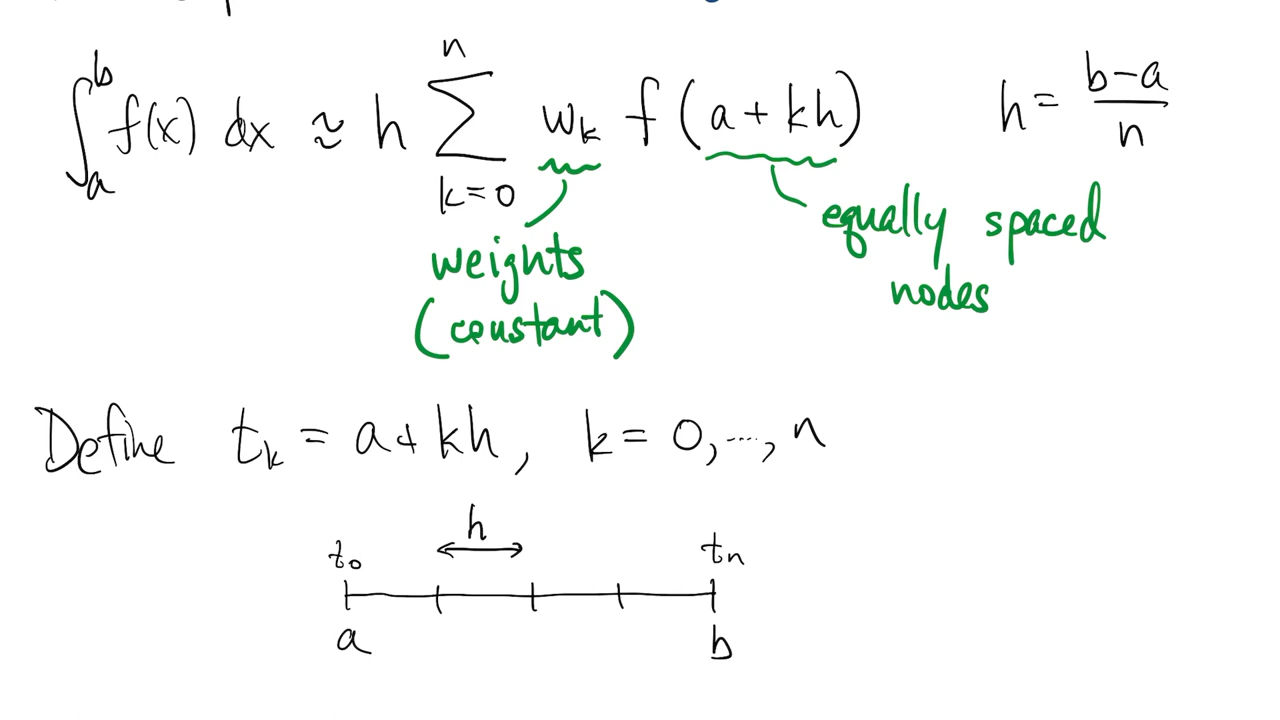 ∫_a^b f(x) dx ≈ h ∑_{k=0}^{n} w_k f(a+kh)    h = (b-a)/n
weights
(constant)
equally spaced
nodes
Define t_k = a+kh, k = 0,...,n
h
t_0 t_n
a b